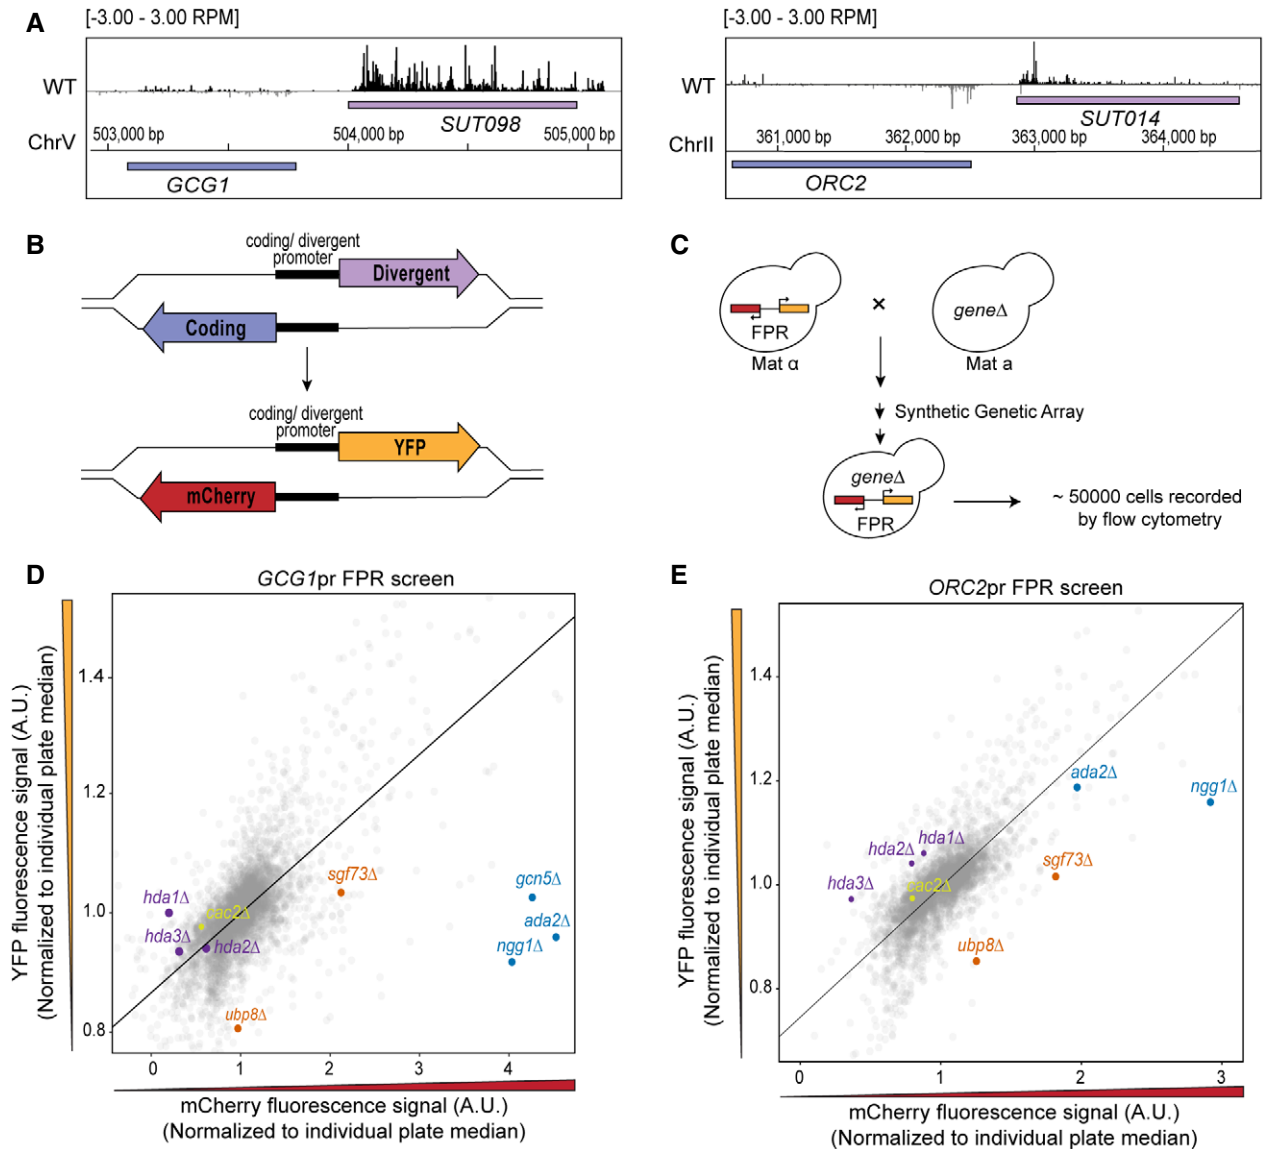 A
[-3.00 - 3.00 RPM]
WT
SUT098
ChrV
503,000 bp
504,000 bp
505,000 bp
GCG1
[-3.00 - 3.00 RPM]
WT
SUT014
ChrII
361,000 bp
362,000 bp
363,000 bp
364,000 bp
ORC2
B
coding/ divergent
promoter
Divergent
Coding
coding/ divergent
promoter
YFP
mCherry
C
FPR
Mat α
×
geneΔ
Mat a
Synthetic Genetic Array
geneΔ
FPR
~ 50000 cells recorded
by flow cytometry
D
GCG1pr FPR screen
YFP fluorescence signal (A.U.)
(Normalized to individual plate median)
1.4
1.2
1.0
0.8
sgf73Δ
gcn5Δ
hda1Δ
cac2Δ
ada2Δ
hda3Δ
hda2Δ
ngg1Δ
ubp8Δ
0
1
2
3
4
mCherry fluorescence signal (A.U.)
(Normalized to individual plate median)
E
ORC2pr FPR screen
YFP fluorescence signal (A.U.)
(Normalized to individual plate median)
1.4
1.2
1.0
0.8
ada2Δ
ngg1Δ
hda1Δ
hda2Δ
sgf73Δ
hda3Δ
cac2Δ
ubp8Δ
0
1
2
3
mCherry fluorescence signal (A.U.)
(Normalized to individual plate median)